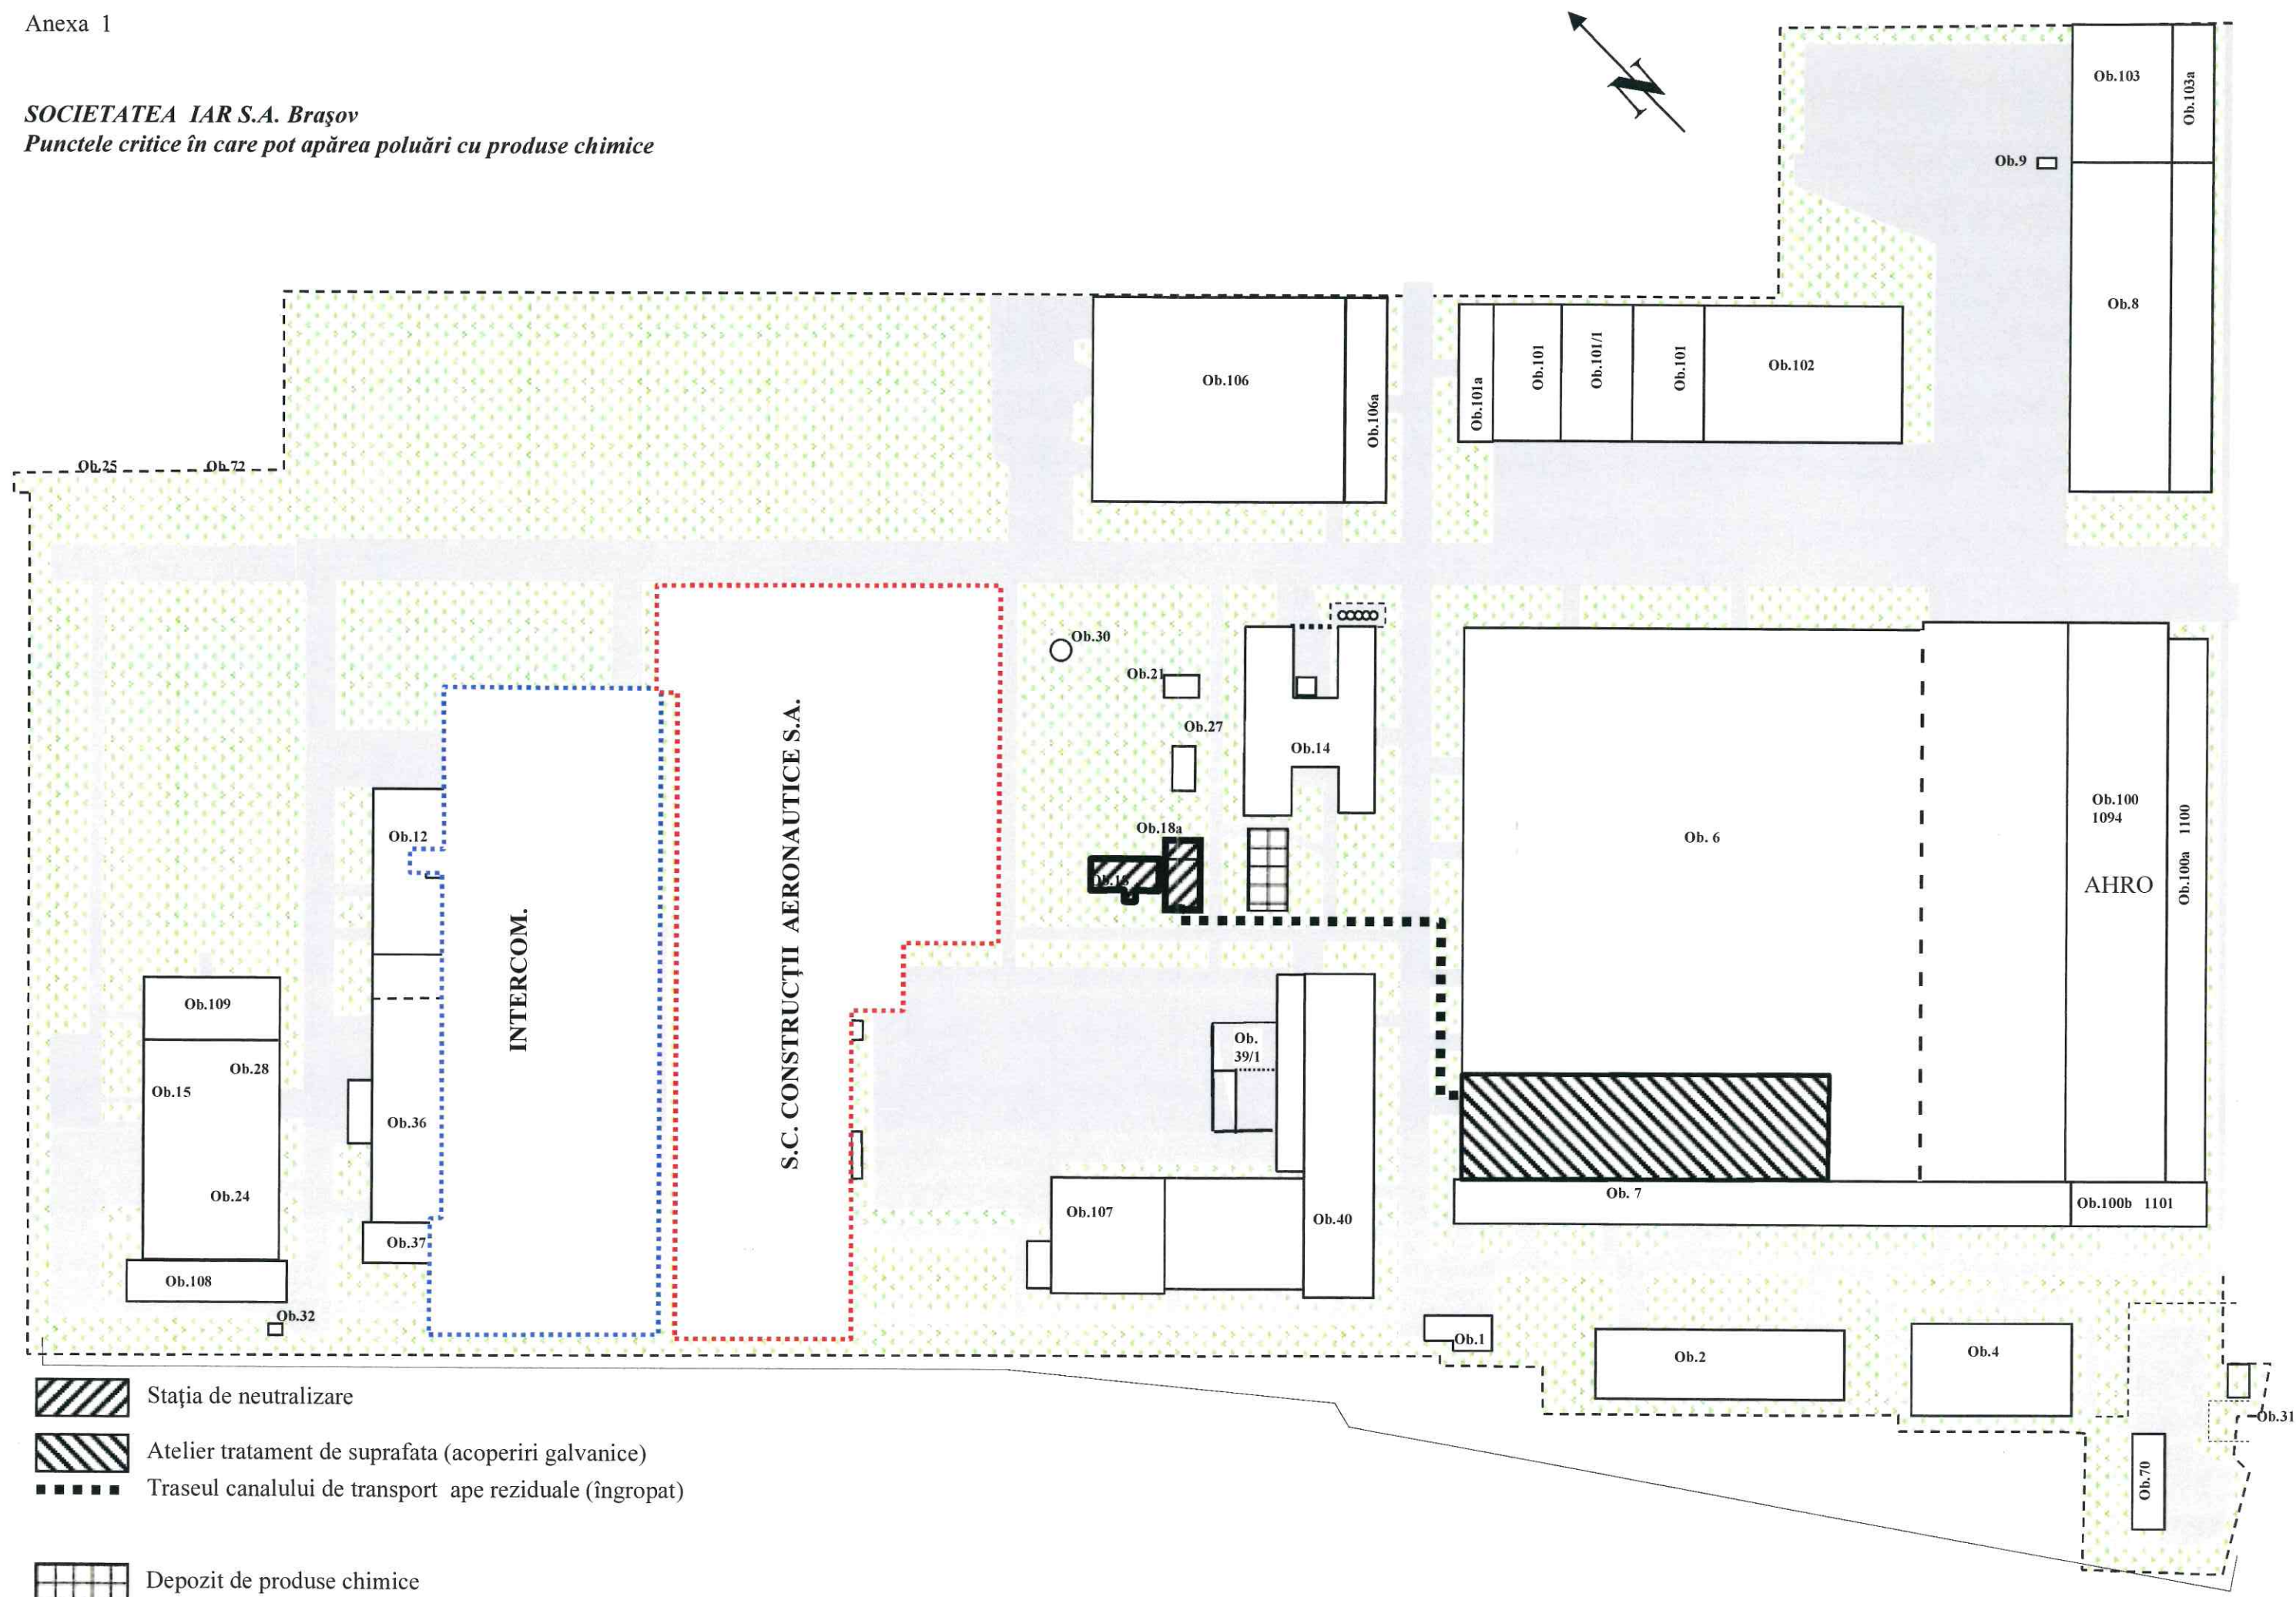 Anexa 1
SOCIETATEA IAR S.A. Braşov
Punctele critice în care pot apărea poluări cu produse chimice
N
Ob.103
Ob.103a
Ob.9
Ob.8
Ob.106
Ob.106a
Ob.101a
Ob.101
Ob.101/1
Ob.101
Ob.102
Ob.25
Ob.72
Ob.30
Ob.21
Ob.27
Ob.14
Ob.18a
Ob. 6
Ob.100
1094
AHRO
Ob.100a 1100
Ob.12
INTERCOM.
S.C. CONSTRUCŢII AERONAUTICE S.A.
Ob.109
Ob.28
Ob.15
Ob.24
Ob.36
Ob.37
Ob.108
Ob.32
Ob.
39/1
Ob.107
Ob.40
Ob. 7
Ob.100b 1101
Ob.1
Ob.2
Ob.4
Ob.31
Ob.70
Staţia de neutralizare
Atelier tratament de suprafata (acoperiri galvanice)
Traseul canalului de transport ape reziduale (îngropat)
Depozit de produse chimice